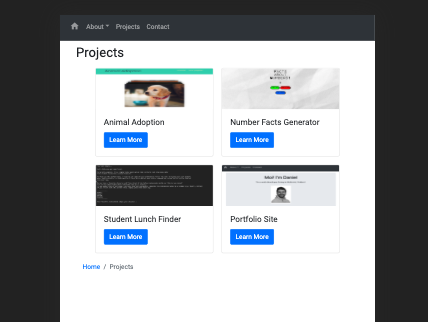 About Projects Contact
Projects
Animal Adoption
Learn More
Number Facts Generator
Learn More
Student Lunch Finder
Learn More
Portfolio Site
Learn More
Home / Projects